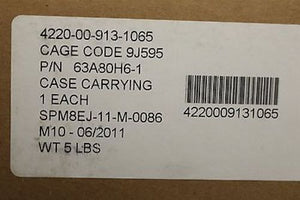 4220-00-913-1065
CAGE CODE 9J595
P/N 63A80H6-1
CASE CARRYING
1 EACH
SPM8EJ-11-M-0086
M10 - 06/2011
WT 5 LBS
4220009131065